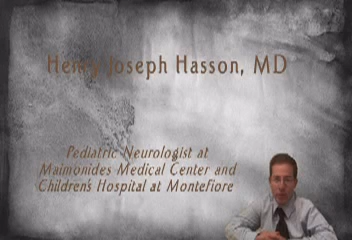 Henry Joseph Hasson, MD
Pediatric Neurologist at
Maimonides Medical Center and
Children's Hospital at Montefiore